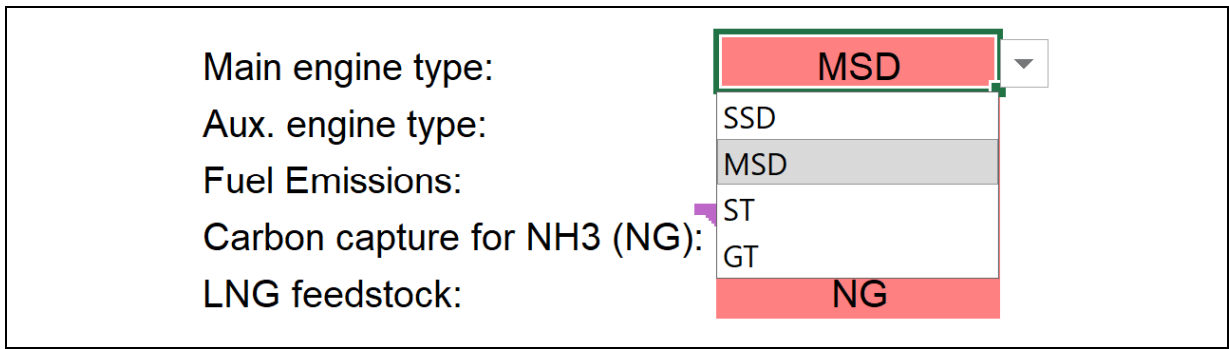 Main engine type: MSD
Aux. engine type: SSD
MSD
Fuel Emissions:
ST
Carbon capture for NH3 (NG):
GT
LNG feedstock: NG